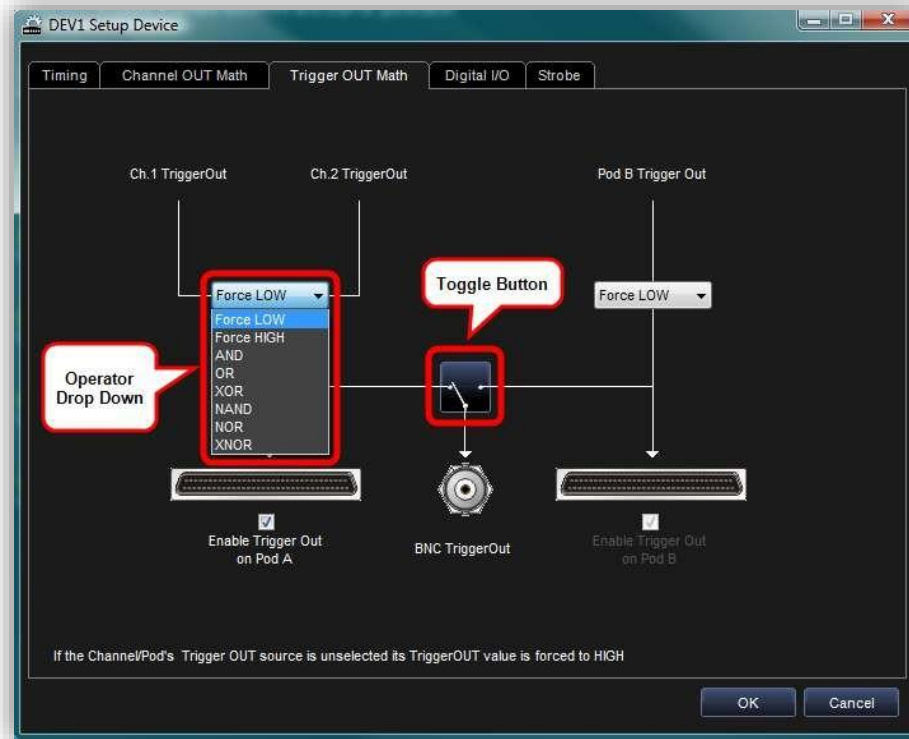 DEV1 Setup Device
Timing
Channel OUT Math
Trigger OUT Math
Digital I/O
Strobe
Ch.1 TriggerOut
Ch.2 TriggerOut
Pod B Trigger Out
Toggle Button
Force LOW
Force LOW
Force LOW
Force HIGH
AND
OR
XOR
NAND
NOR
XNOR
Operator
Drop Down
Enable Trigger Out
on Pod A
BNC TriggerOut
Enable Trigger Out
on Pod B
If the Channel/Pod's Trigger OUT source is unselected its TriggerOUT value is forced to HIGH
OK
Cancel